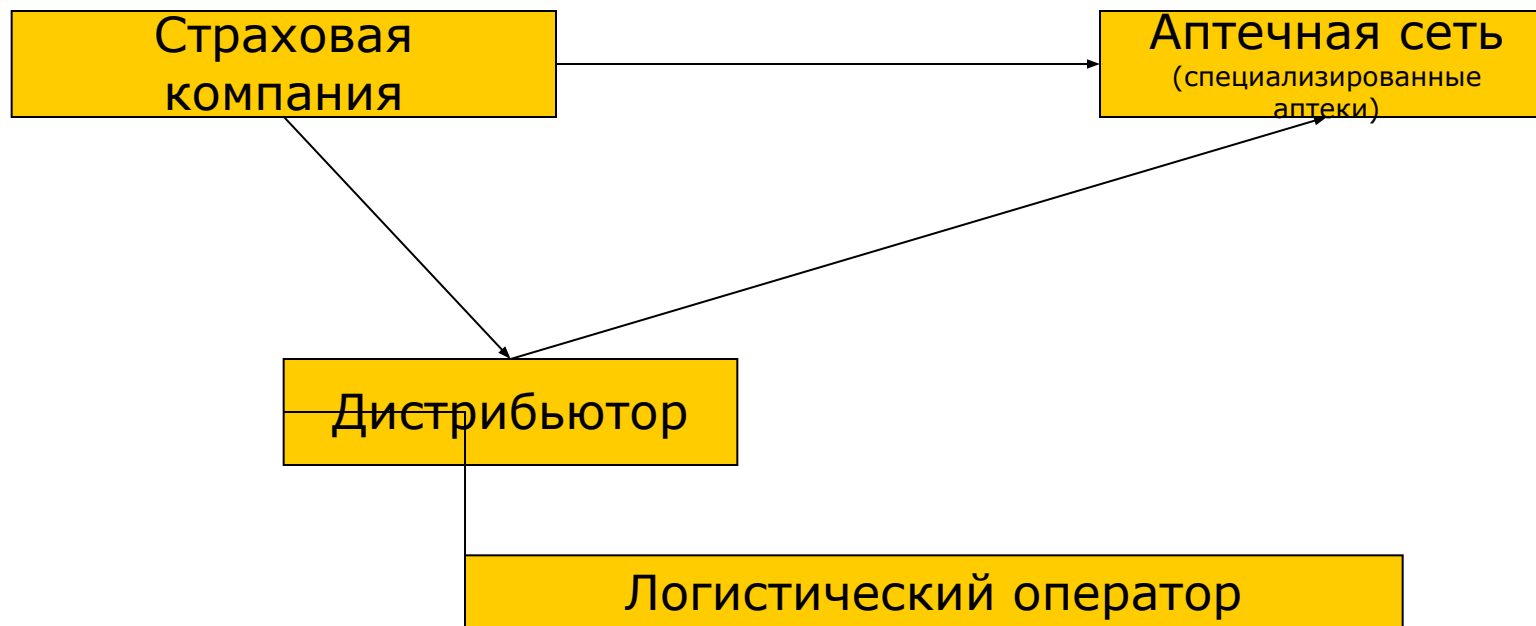 Страховая
компания
Аптечная сеть
(специализированные
аптеки)
Дистрибьютор
Логистический оператор